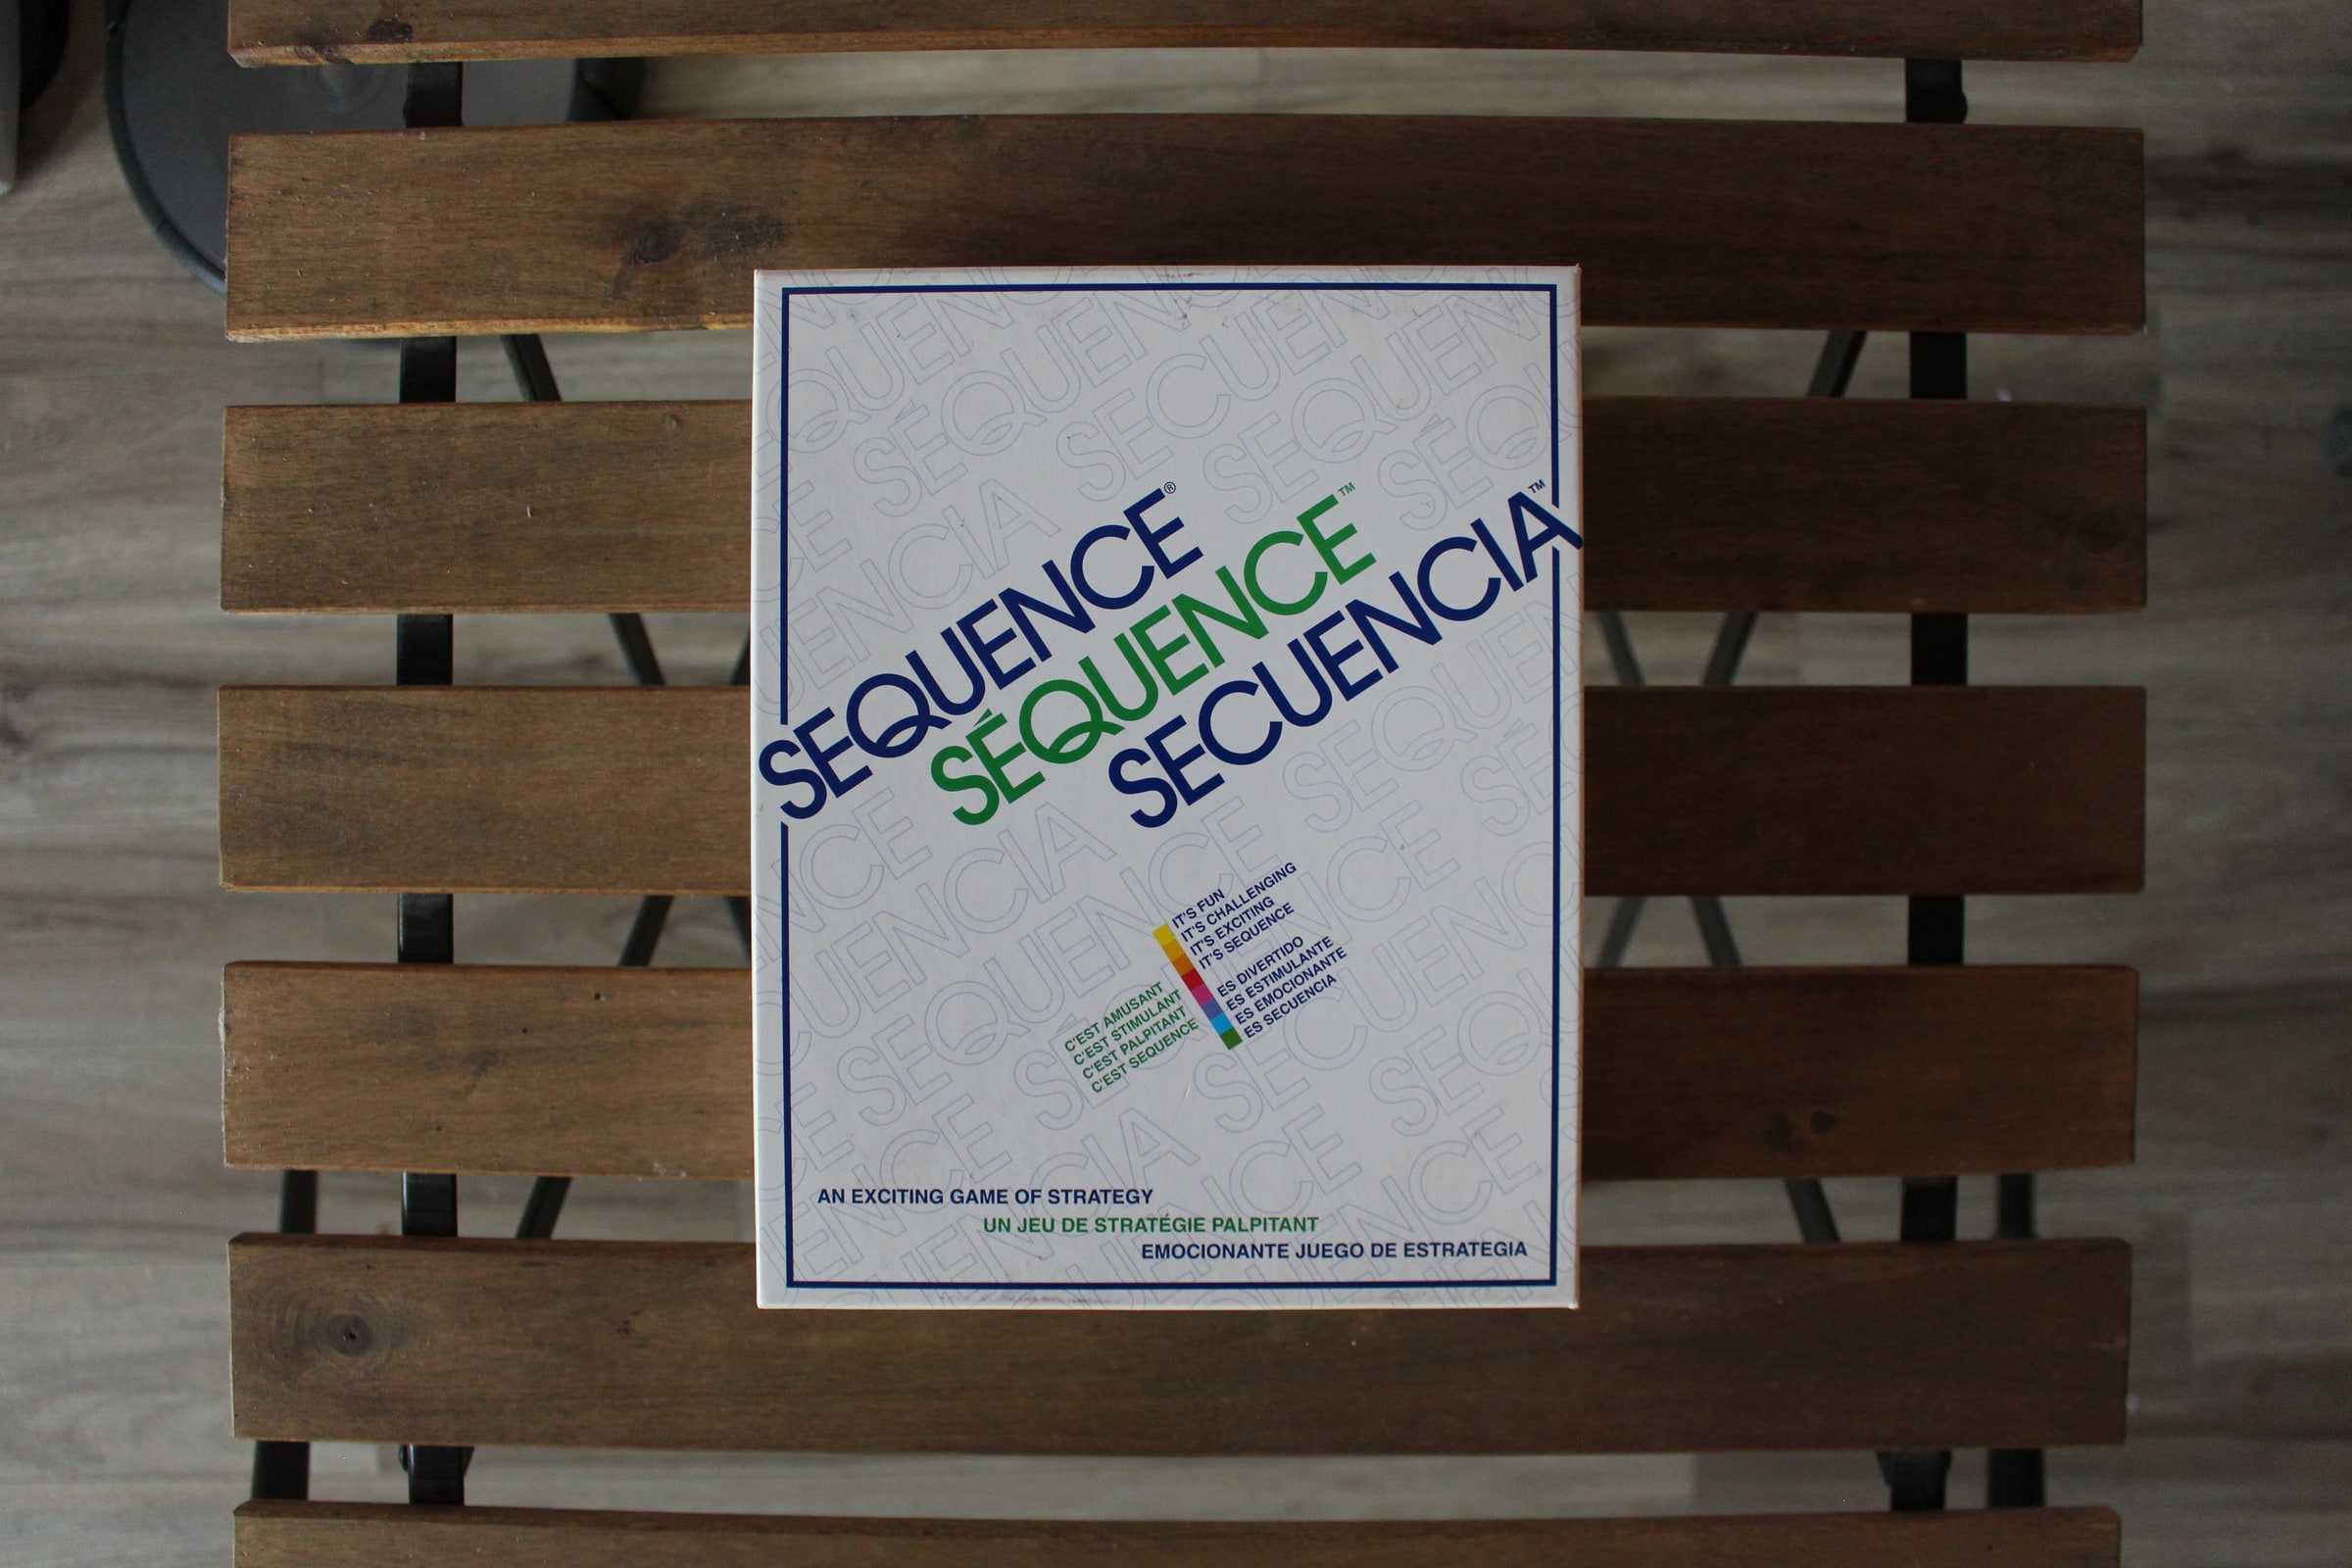 SEQUENCE®
SÉQUENCE™
SECUENCIA™
IT'S FUN
IT'S CHALLENGING
IT'S EXCITING
IT'S SEQUENCE
ES DIVERTIDO
ES ESTIMULANTE
ES EMOCIONANTE
ES SECUENCIA
C'EST AMUSANT
C'EST STIMULANT
C'EST PALPITANT
C'EST SEQUENCE
AN EXCITING GAME OF STRATEGY
UN JEU DE STRATÉGIE PALPITANT
EMOCIONANTE JUEGO DE ESTRATEGIA